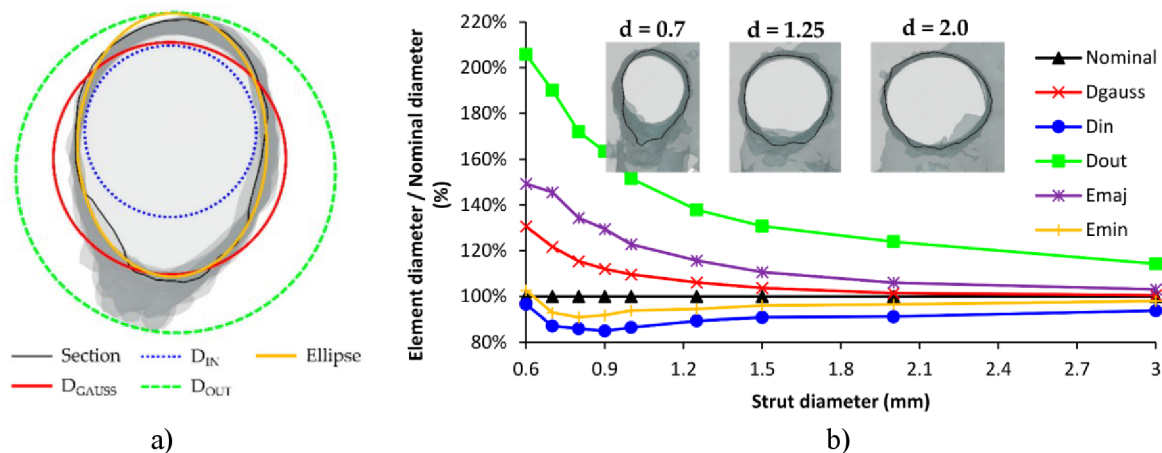 a)
Section
D_IN
Ellipse
D_GAUSS
D_OUT
b)
Element diameter / Nominal diameter
(%)
220%
200%
180%
160%
140%
120%
100%
80%
d = 0.7
d = 1.25
d = 2.0
Nominal
Dgauss
Din
Dout
Emaj
Emin
0.6
0.9
1.2
1.5
1.8
2.1
2.4
2.7
3
Strut diameter (mm)
a)
b)